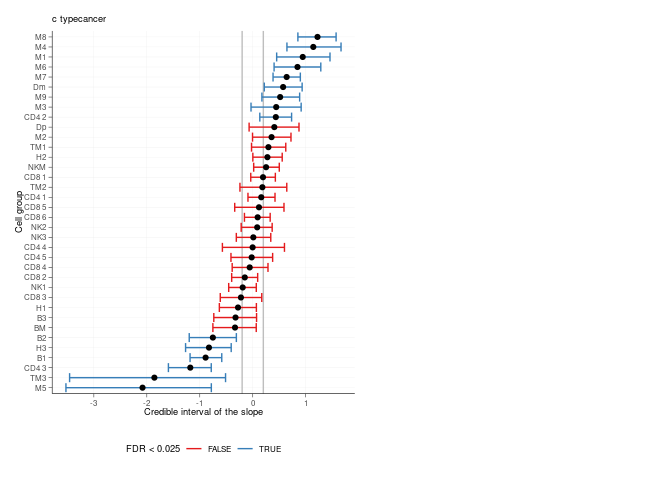 c typecancer
M8
M4
M1
M6
M7
Dm
M9
M3
CD4 2
Dp
M2
TM1
H2
NKM
CD8 1
TM2
CD4 1
CD8 5
CD8 6
NK2
NK3
CD4 4
CD4 5
CD8 4
CD8 2
NK1
CD8 3
H1
B3
BM
B2
H3
B1
CD4 3
TM3
M5
Cell group
-3 -2 -1 0 1
Credible interval of the slope
FDR < 0.025 FALSE TRUE